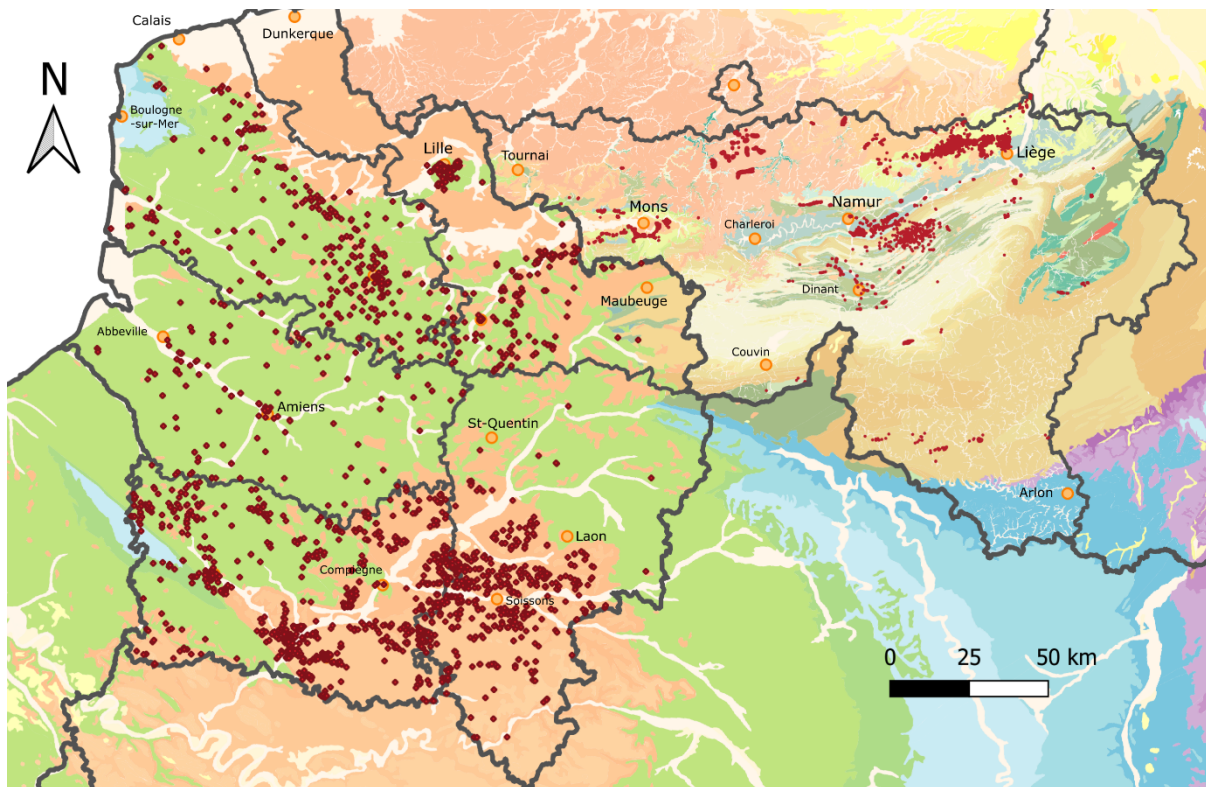 Calais
Dunkerque
N
Boulogne
-sur-Mer
Lille
Tournai
Liège
Mons
Namur
Charleroi
Maubeuge
Dinant
Abbeville
Couvin
Amiens
St-Quentin
Arlon
Laon
Compiegne
Soissons
0 25 50 km